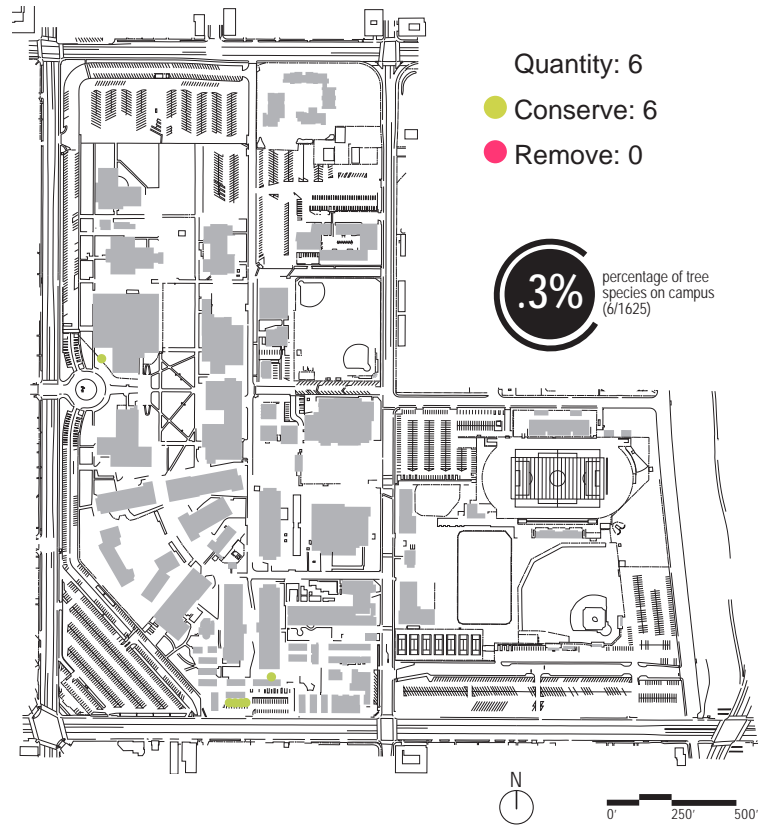 Quantity: 6
Conserve: 6
Remove: 0
.3%
percentage of tree
species on campus
(6/1625)
N
0' 250' 500'